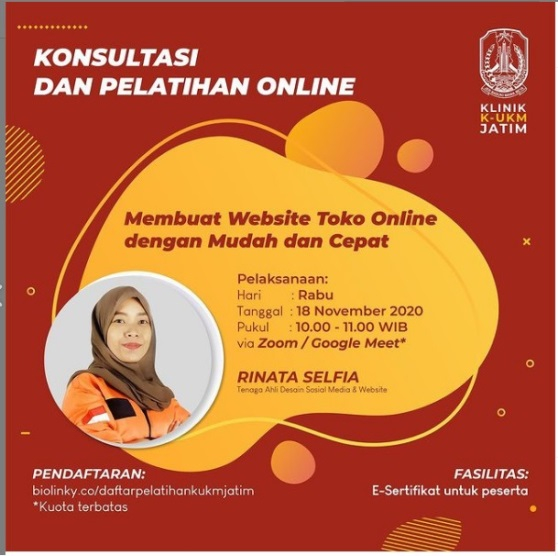 KONSULTASI
DAN PELATIHAN ONLINE
KLINIK
K-UKM
JATIM
Membuat Website Toko Online
dengan Mudah dan Cepat
Pelaksanaan:
Hari : Rabu
Tanggal : 18 November 2020
Pukul : 10.00 - 11.00 WIB
via Zoom / Google Meet*
RINATA SELFIA
Tenaga Ahli Desain Sosial Media & Website
PENDAFTARAN:
biolinky.co/daftarpelatihankukmjatim
*Kuota terbatas
FASILITAS:
E-Sertifikat untuk peserta